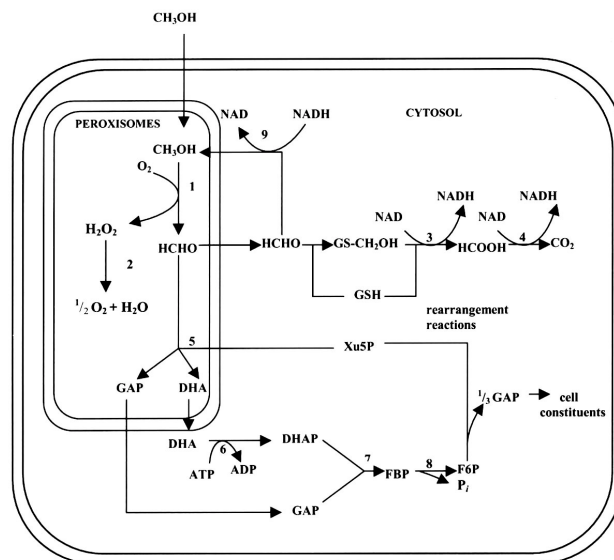 CH₃OH
PEROXISOMES
NAD
NADH
CYTOSOL
9
CH₃OH
O₂
1
NADH
NADH
NAD
NAD
H₂O₂
HCHO
HCHO
GS-CH₂OH
3
HCOOH
4
CO₂
2
GSH
¹/₂ O₂ + H₂O
rearrangement
reactions
5
Xu5P
GAP
DHA
¹/₃ GAP
cell
constituents
DHA
6
DHAP
ATP
ADP
7
FBP
8
F6P
Pᵢ
GAP